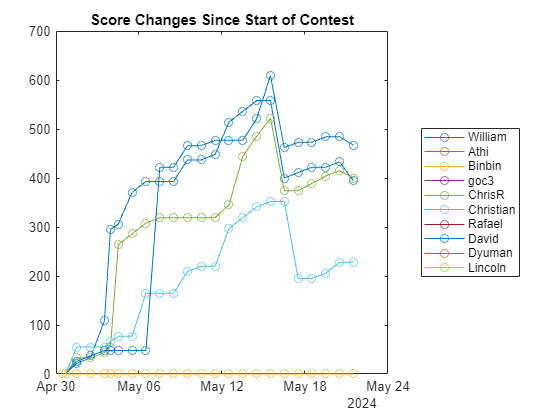 Score Changes Since Start of Contest
700
600
500
400
300
200
100
0
Apr 30
May 06
May 12
May 18
May 24
2024
William
Athi
Binbin
goc3
ChrisR
Christian
Rafael
David
Dyuman
Lincoln